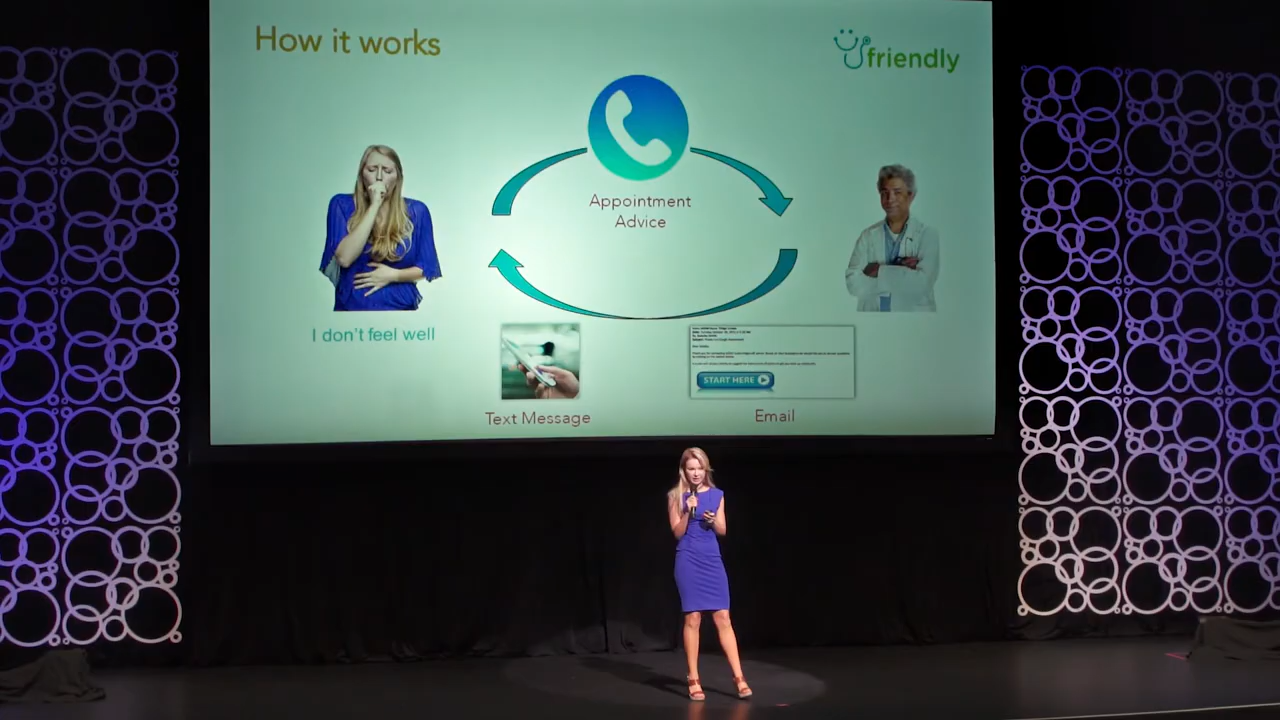 How it works
friendly
Appointment
Advice
I don't feel well
START HERE
Text Message
Email